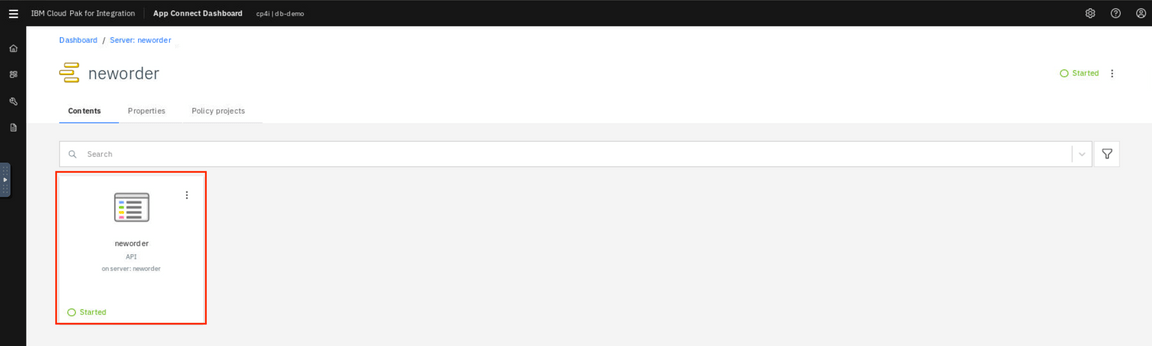 IBM Cloud Pak for Integration App Connect Dashboard cp4i | db-demo
Dashboard / Server: neworder
neworder
Started
Contents Properties Policy projects
Search
neworder
API
on server: neworder
Started